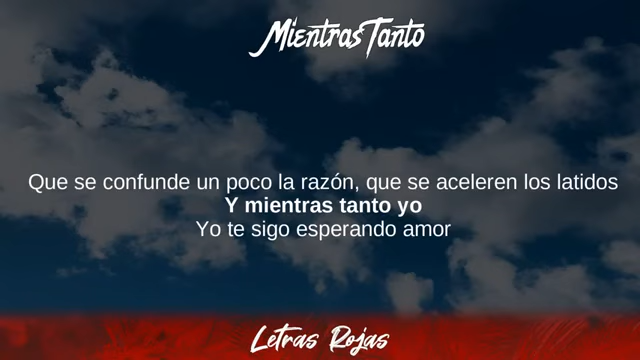 Mientras Tanto
Que se confunde un poco la razón, que se aceleren los latidos
Y mientras tanto yo
Yo te sigo esperando amor
Letras Rojas